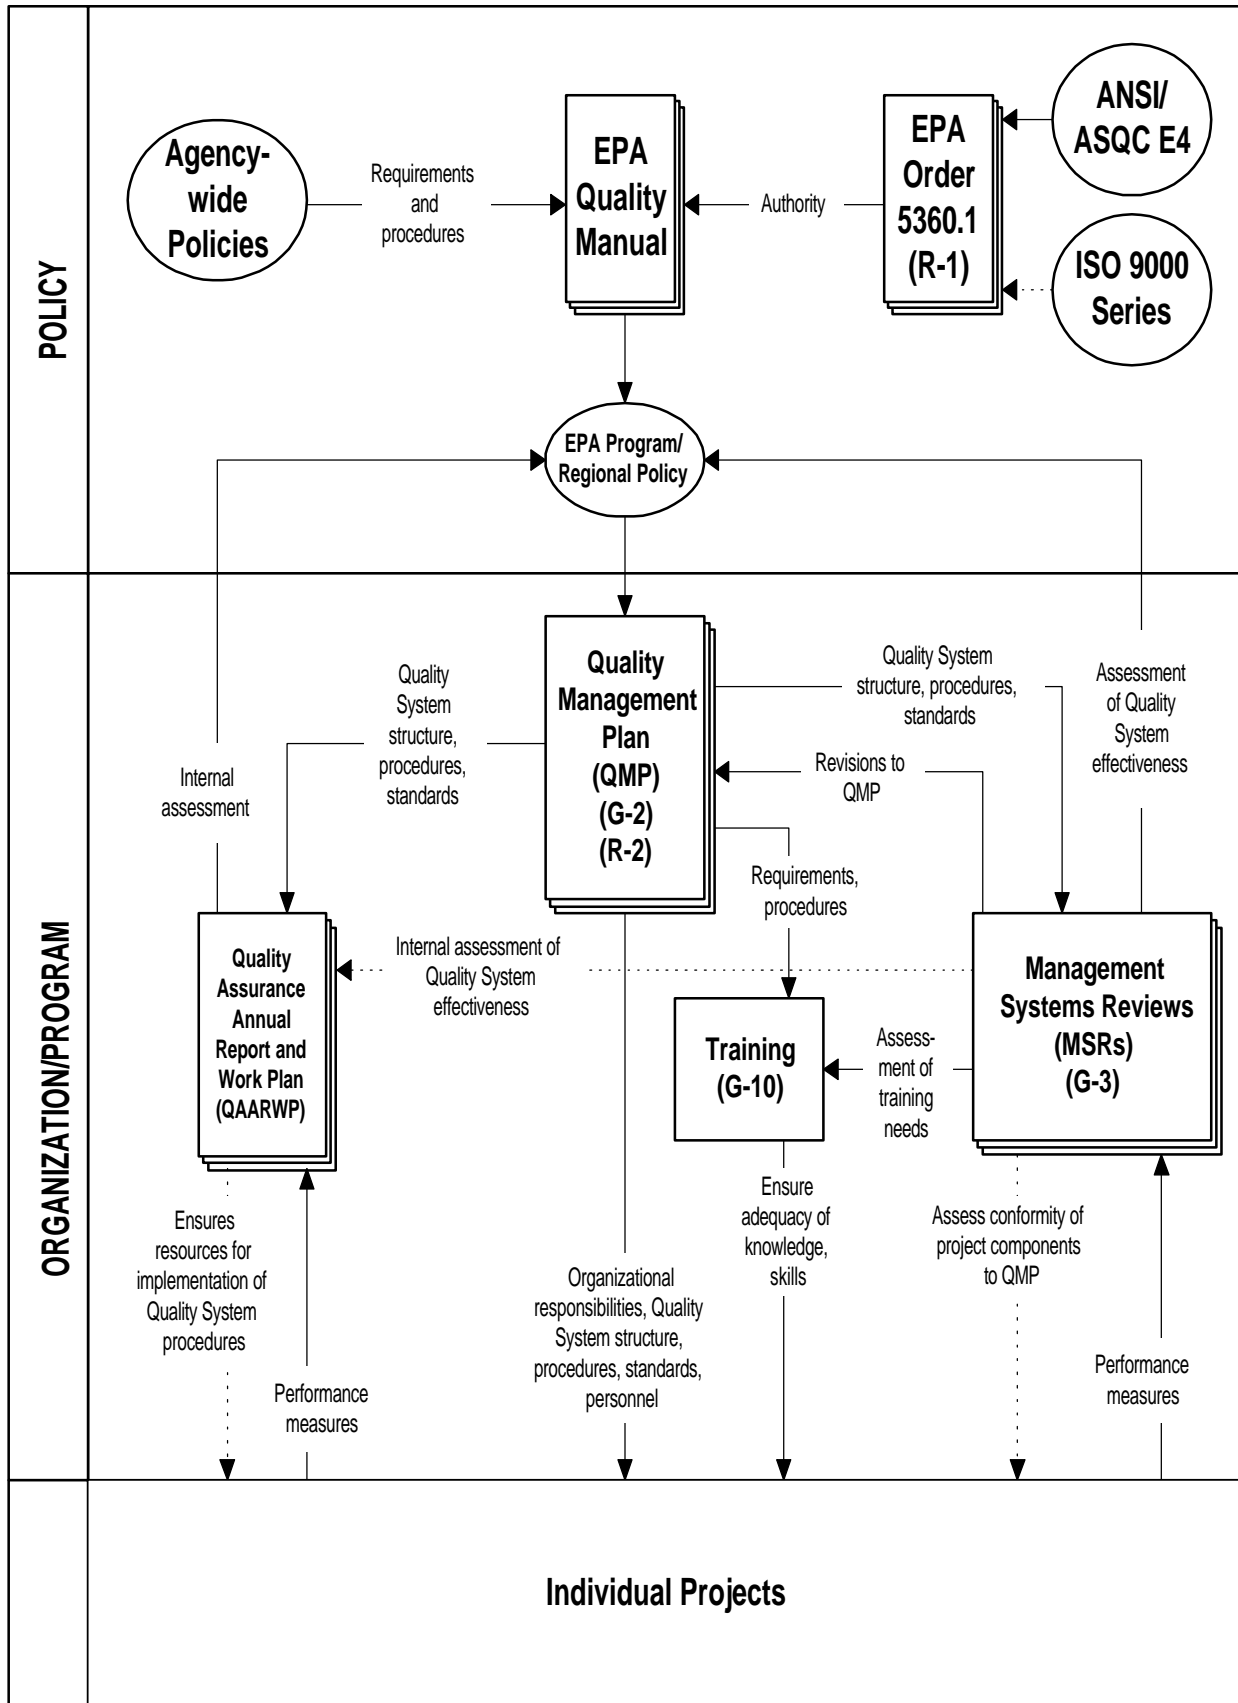 POLICY
Agency-
wide
Policies
Requirements
and
procedures
EPA
Quality
Manual
Authority
EPA
Order
5360.1
(R-1)
ANSI/
ASQC E4
ISO 9000
Series
EPA Program/
Regional Policy
ORGANIZATION/PROGRAM
Internal
assessment
Quality
System
structure,
procedures,
standards
Quality
Management
Plan
(QMP)
(G-2)
(R-2)
Quality System
structure, procedures,
standards
Revisions to
QMP
Assessment
of Quality
System
effectiveness
Requirements,
procedures
Quality
Assurance
Annual
Report and
Work Plan
(QAARWP)
Internal assessment of
Quality System
effectiveness
Training
(G-10)
Assess-
ment of
training
needs
Management
Systems Reviews
(MSRs)
(G-3)
Ensures
resources for
implementation of
Quality System
procedures
Performance
measures
Organizational
responsibilities, Quality
System structure,
procedures, standards,
personnel
Ensure
adequacy of
knowledge,
skills
Assess conformity of
project components
to QMP
Performance
measures
Individual Projects